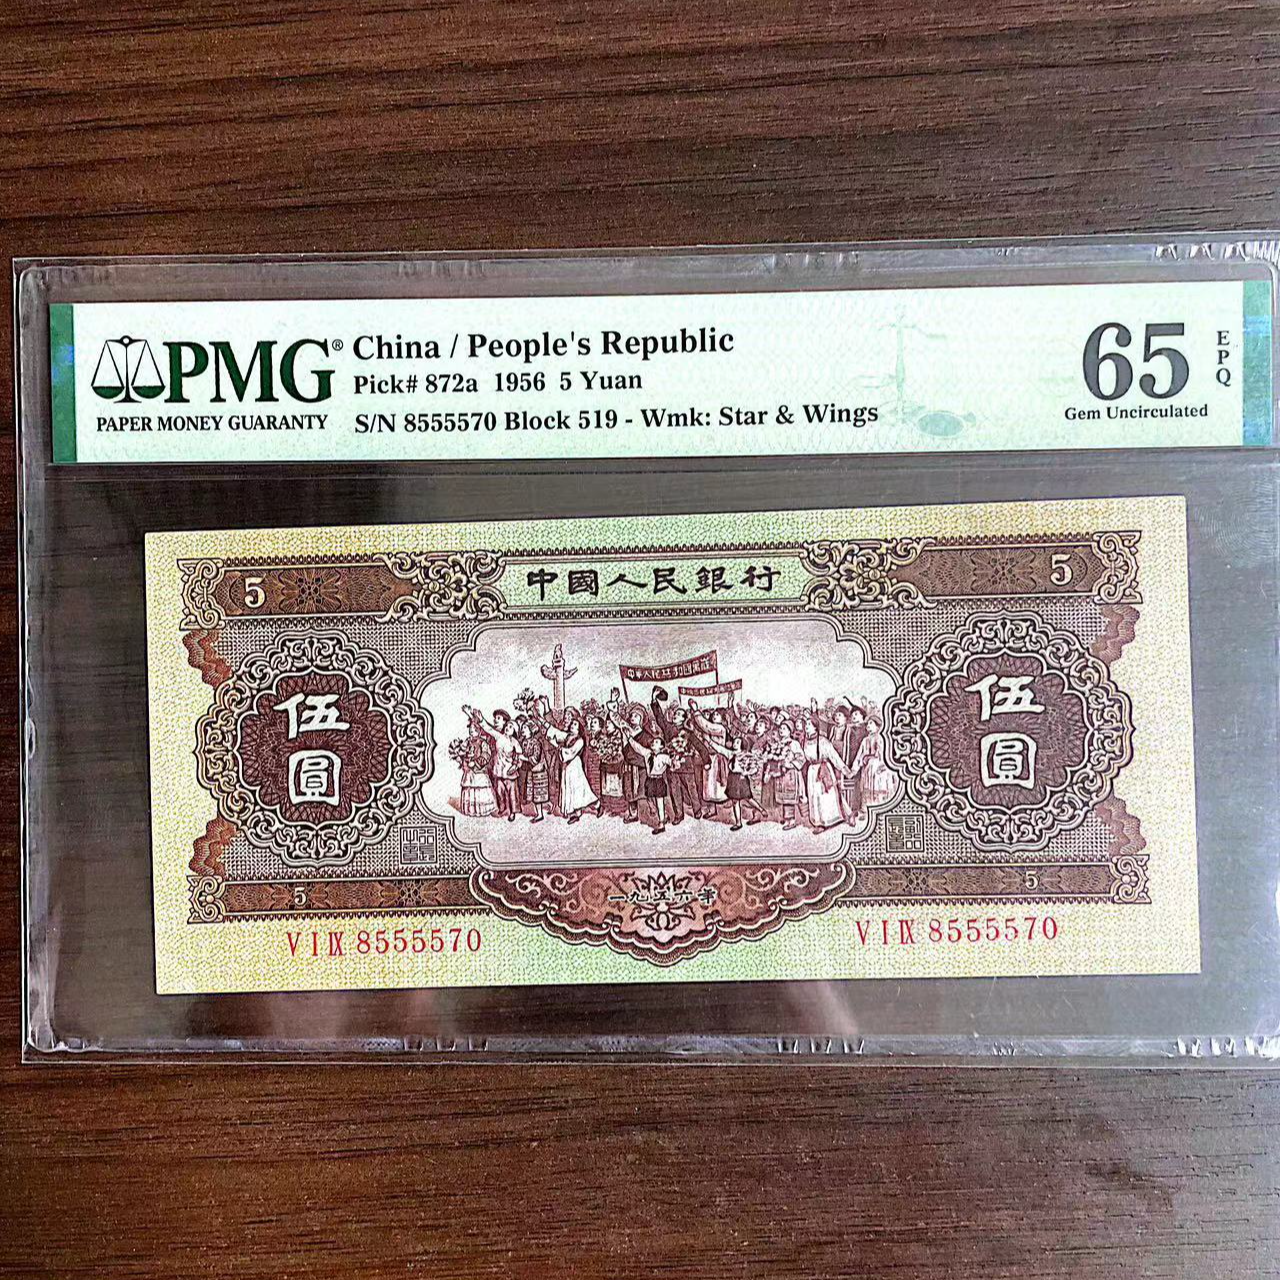 PMG®
PAPER MONEY GUARANTY
China / People's Republic
Pick# 872a 1956 5 Yuan
S/N 8555570 Block 519 - Wmk: Star & Wings
65 EPQ
Gem Uncirculated
5 中國人民銀行 5
伍圓 伍圓
5 一九五六年 5
V I IX 8555570 V I IX 8555570